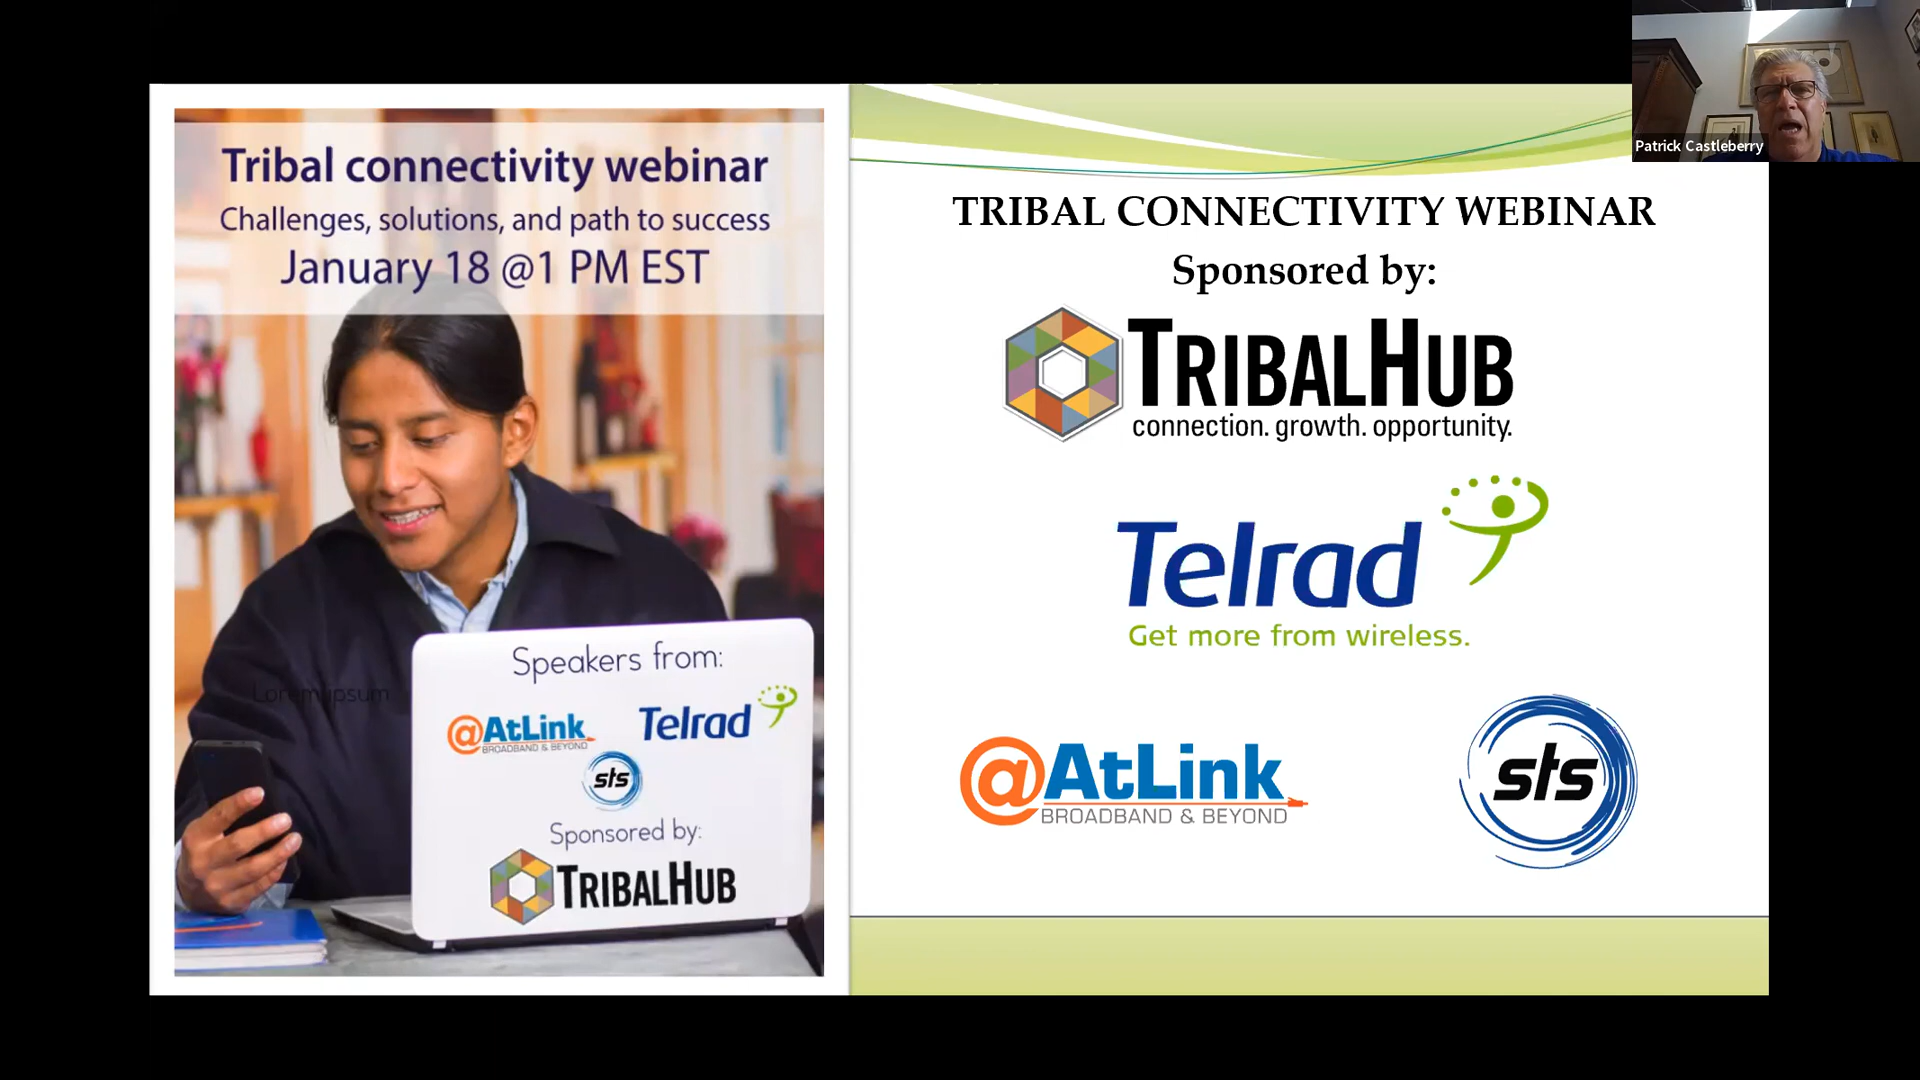 Tribal connectivity webinar
Challenges, solutions, and path to success
January 18 @1 PM EST
Lorem ipsum
Speakers from:
@AtLink
BROADBAND & BEYOND
Telrad
sts
Sponsored by:
TRIBALHUB
TRIBAL CONNECTIVITY WEBINAR
Sponsored by:
TRIBALHUB
connection. growth. opportunity.
Telrad
Get more from wireless.
@AtLink
BROADBAND & BEYOND
sts
Patrick Castleberry